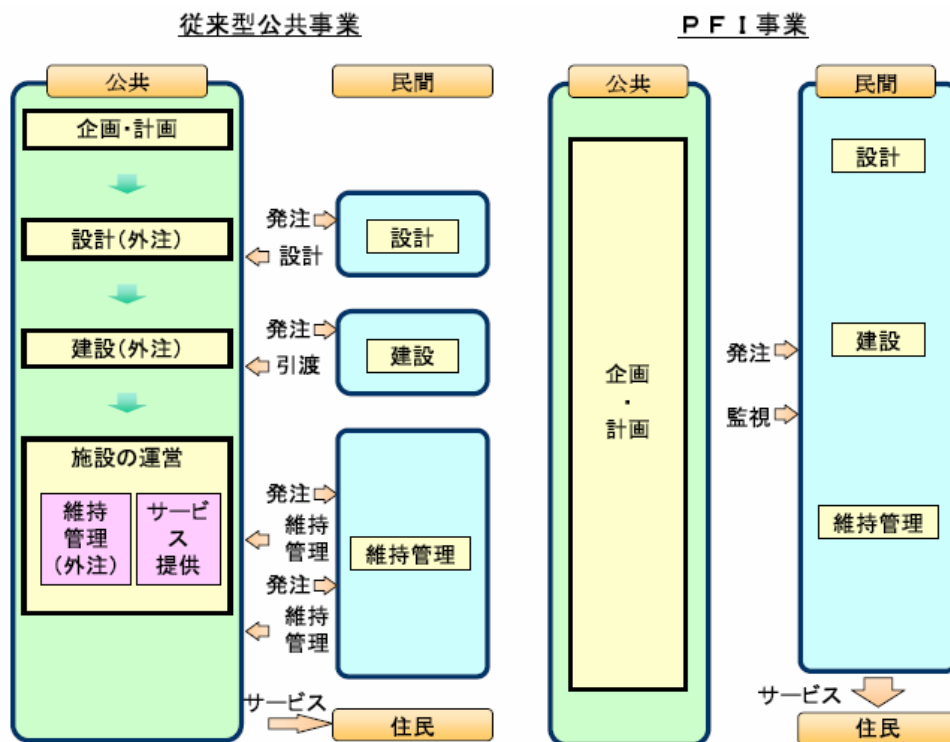 従来型公共事業
公共
民間
企画・計画
設計(外注)
発注
設計
設計
建設(外注)
発注
引渡
建設
施設の運営
維持
管理
(外注)
サービ
ス
提供
発注
維持
管理
発注
維持
管理
維持管理
サービス
住民
ＰＦＩ事業
公共
民間
企画
・
計画
発注
監視
設計
建設
維持管理
サービス
住民